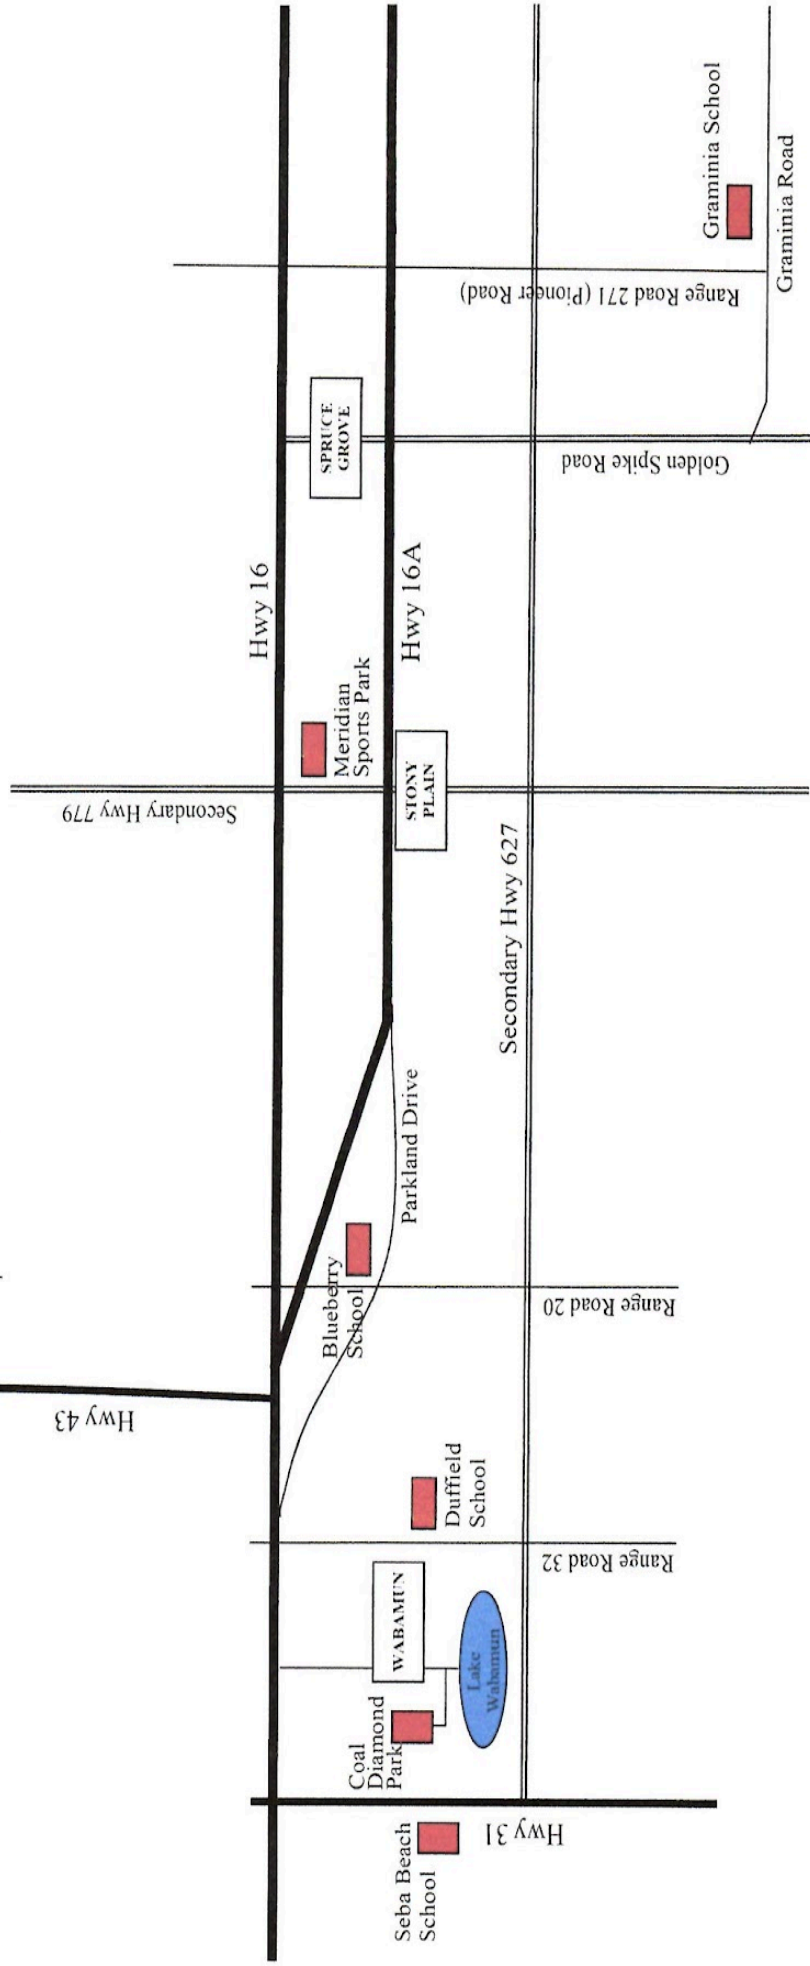 Hwy 43
Secondary Hwy 779
Hwy 16
Hwy 16A
SPRUCE
GROVE
Meridian
Sports Park
STONY
PLAIN
Graminia School
Graminia Road
Range Road 271 (Pioneer Road)
Golden Spike Road
Secondary Hwy 627
Parkland Drive
Blueberry
School
Range Road 20
Duffield
School
Range Road 32
WABAMUN
Lake
Wabamun
Coal
Diamond
Park
Hwy 31
Seba Beach
School